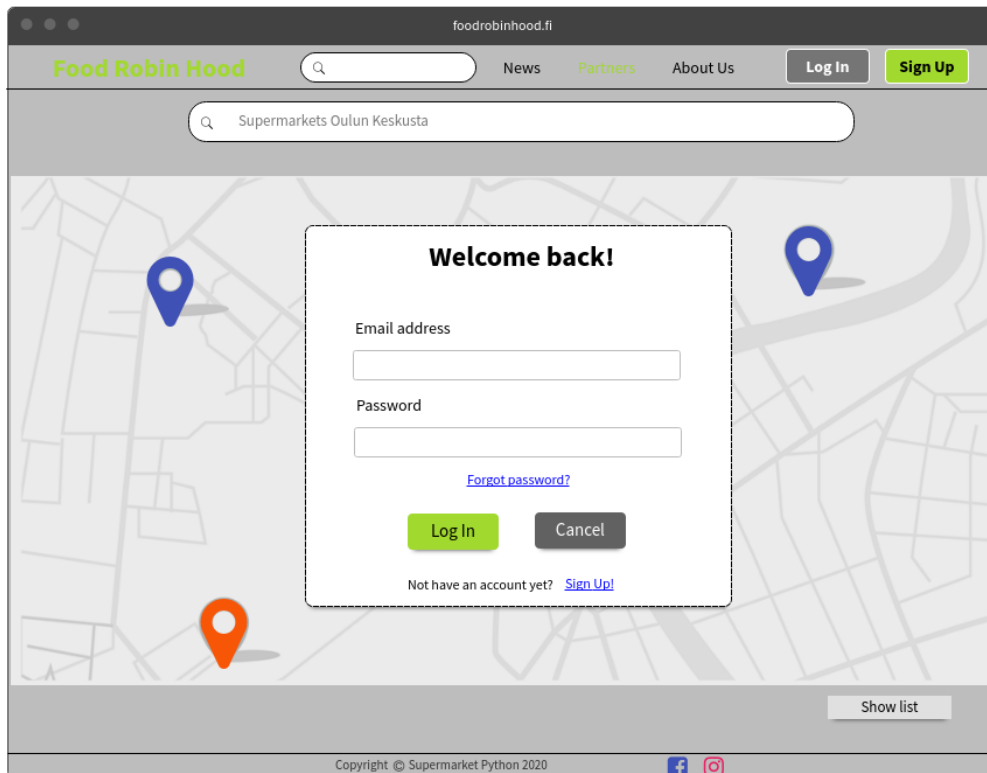 foodrobinhood.fi
Food Robin Hood News Partners About Us Log In Sign Up
Supermarkets Oulun Keskusta
Welcome back!
Email address
Password
Forgot password?
Log In Cancel
Not have an account yet? Sign Up!
Show list
Copyright © Supermarket Python 2020